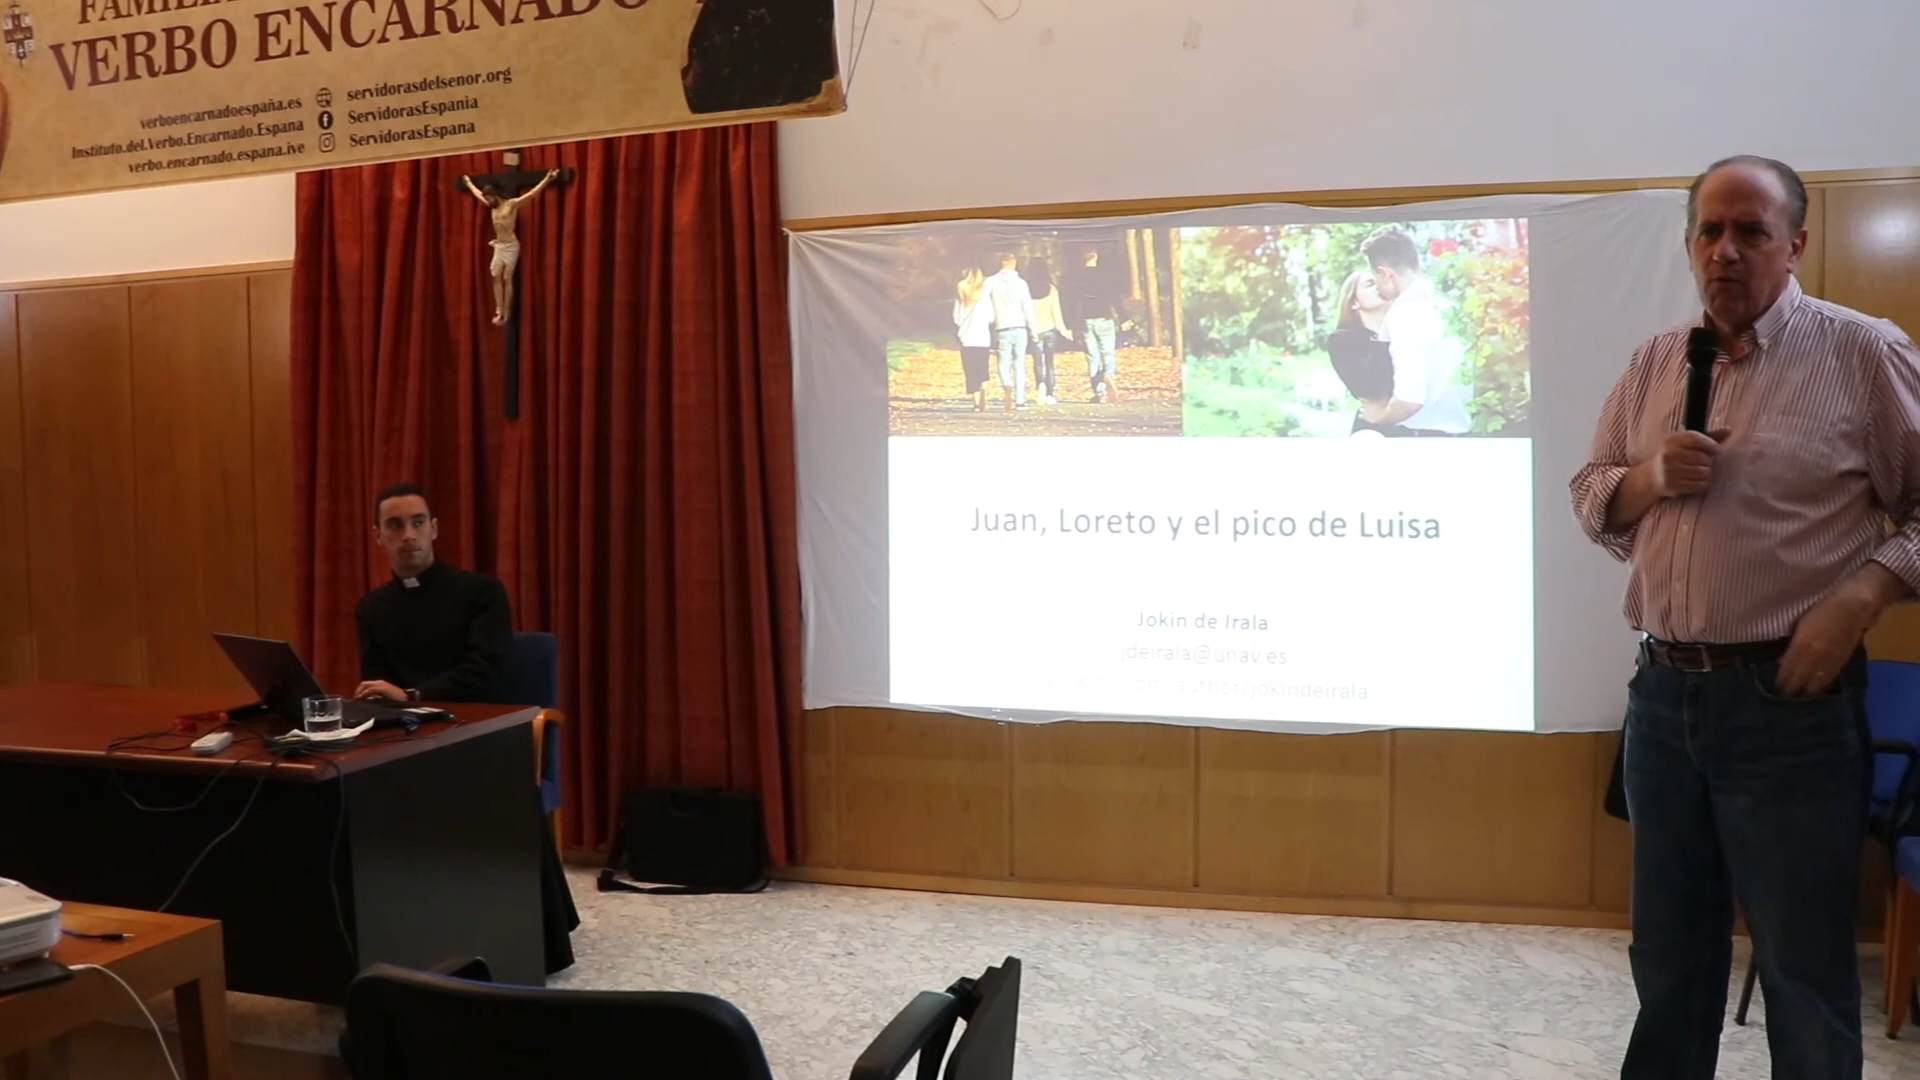 VERBO ENCARNADO
verboencarnadoespaña.es
Instituto.del.Verbo.Encarnado.Espana
verbo.encarnado.espana.ive
servidorasdelsenor.org
ServidorasEspania
ServidorasEspana
Juan, Loreto y el pico de Luisa
Jokin de Irala
jdeirala@unav.es